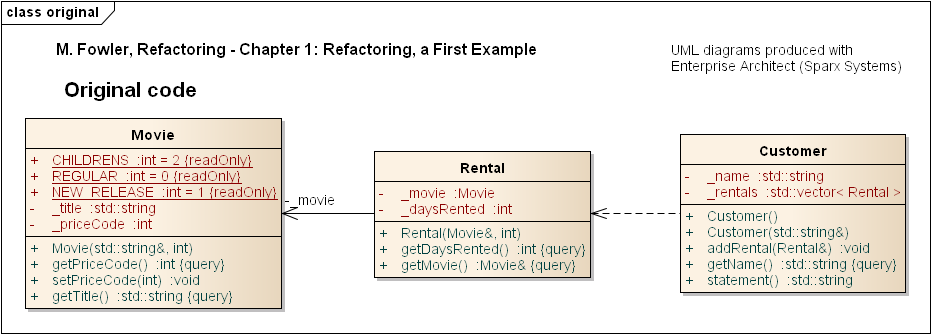 class original
M. Fowler, Refactoring - Chapter 1: Refactoring, a First Example
UML diagrams produced with
Enterprise Architect (Sparx Systems)
Original code
Movie
+ CHILDRENS :int = 2 {readOnly}
+ REGULAR :int = 0 {readOnly}
+ NEW_RELEASE :int = 1 {readOnly}
- _title :std::string
- _priceCode :int
+ Movie(std::string&, int)
+ getPriceCode() :int {query}
+ setPriceCode(int) :void
+ getTitle() :std::string {query}
-_movie
Rental
- _movie :Movie
- _daysRented :int
+ Rental(Movie&, int)
+ getDaysRented() :int {query}
+ getMovie() :Movie& {query}
Customer
- _name :std::string
- _rentals :std::vector< Rental >
+ Customer()
+ Customer(std::string&)
+ addRental(Rental&) :void
+ getName() :std::string {query}
+ statement() :std::string